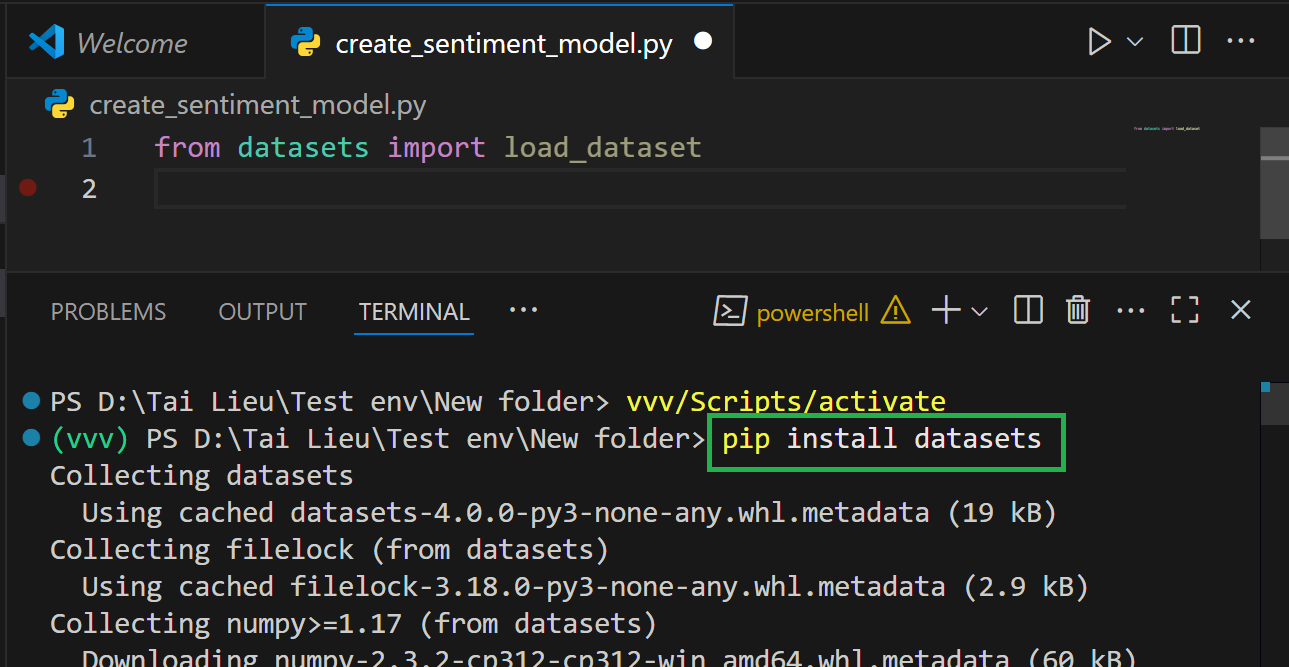 Welcome create_sentiment_model.py
create_sentiment_model.py
1 from datasets import load_dataset
2
PROBLEMS OUTPUT TERMINAL ... powershell
PS D:\Tai Lieu\Test env\New folder> vvv/Scripts/activate
(vvv) PS D:\Tai Lieu\Test env\New folder> pip install datasets
Collecting datasets
  Using cached datasets-4.0.0-py3-none-any.whl.metadata (19 kB)
Collecting filelock (from datasets)
  Using cached filelock-3.18.0-py3-none-any.whl.metadata (2.9 kB)
Collecting numpy>=1.17 (from datasets)
  Downloading numpy-2.3.2-cp312-cp312-win_amd64.whl.metadata (60 kB)